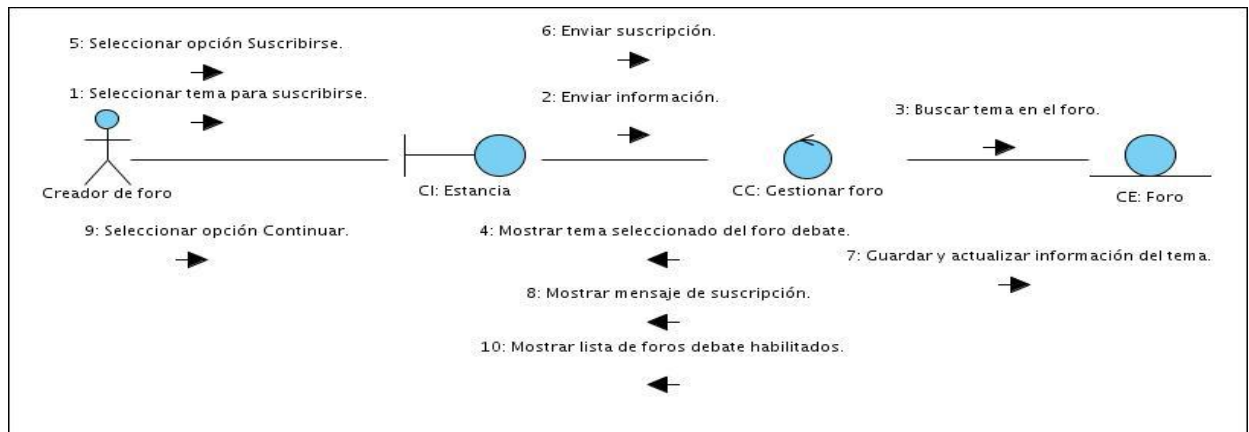 5: Seleccionar opción Suscribirse.
6: Enviar suscripción.
1: Seleccionar tema para suscribirse.
2: Enviar información.
3: Buscar tema en el foro.
Creador de foro
CI: Estancia
CC: Gestionar foro
CE: Foro
9: Seleccionar opción Continuar.
4: Mostrar tema seleccionado del foro debate.
7: Guardar y actualizar información del tema.
8: Mostrar mensaje de suscripción.
10: Mostrar lista de foros debate habilitados.